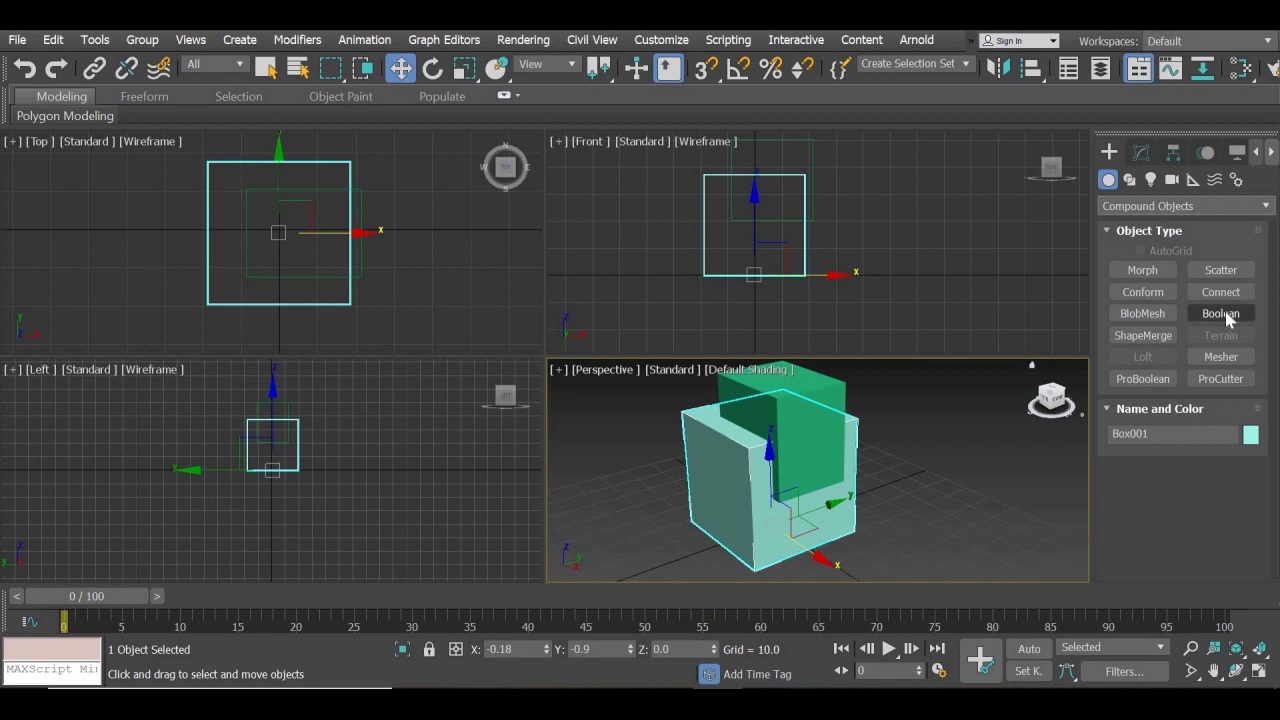 File Edit Tools Group Views Create Modifiers Animation Graph Editors Rendering Civil View Customize Scripting Interactive Content Arnold » Sign In Workspaces: Default
All View 3 Create Selection Set
Modeling Freeform Selection Object Paint Populate
Polygon Modeling
[+] [Top] [Standard] [Wireframe]
y
N
W E
S
x
y
x
[+] [Front] [Standard] [Wireframe]
z
x
z
x
[+] [Left] [Standard] [Wireframe]
z
LEFT
y
z
y
[+] [Perspective] [Standard] [Default Shading]
z
y
x
z
x
Compound Objects
Object Type
AutoGrid
Morph Scatter
Conform Connect
BlobMesh Boolean
ShapeMerge Terrain
Loft Mesher
ProBoolean ProCutter
Name and Color
Box001
< 0 / 100 >
0 5 10 15 20 25 30 35 40 45 50 55 60 65 70 75 80 85 90 95 100
1 Object Selected X: -0.18 Y: -0.9 Z: 0.0 Grid = 10.0 Auto Selected
MAXScript Min Click and drag to select and move objects Add Time Tag 0 Set K. Filters...